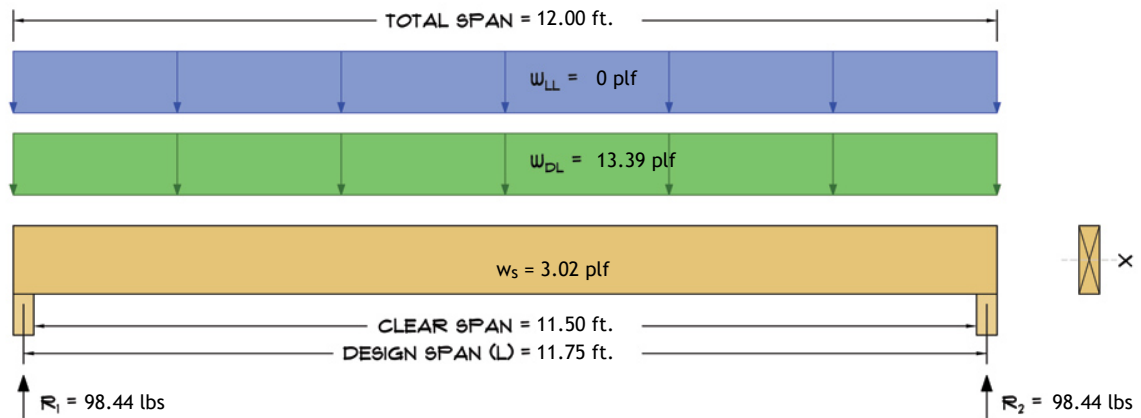 TOTAL SPAN = 12.00 ft.
wLL = 0 plf
wDL = 13.39 plf
ws = 3.02 plf
X
CLEAR SPAN = 11.50 ft.
DESIGN SPAN (L) = 11.75 ft.
R1 = 98.44 lbs
R2 = 98.44 lbs